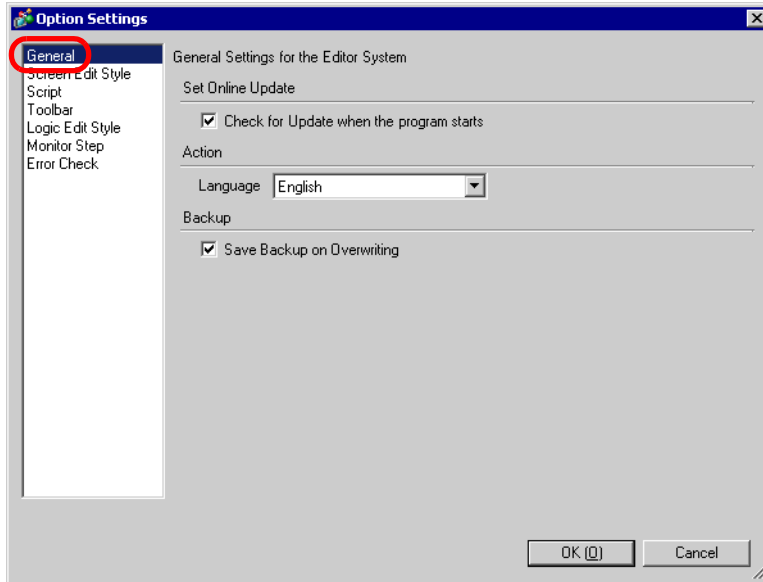 Option Settings
General
Screen Edit Style
Script
Toolbar
Logic Edit Style
Monitor Step
Error Check
General Settings for the Editor System
Set Online Update
Check for Update when the program starts
Action
Language English
Backup
Save Backup on Overwriting
OK (O) Cancel